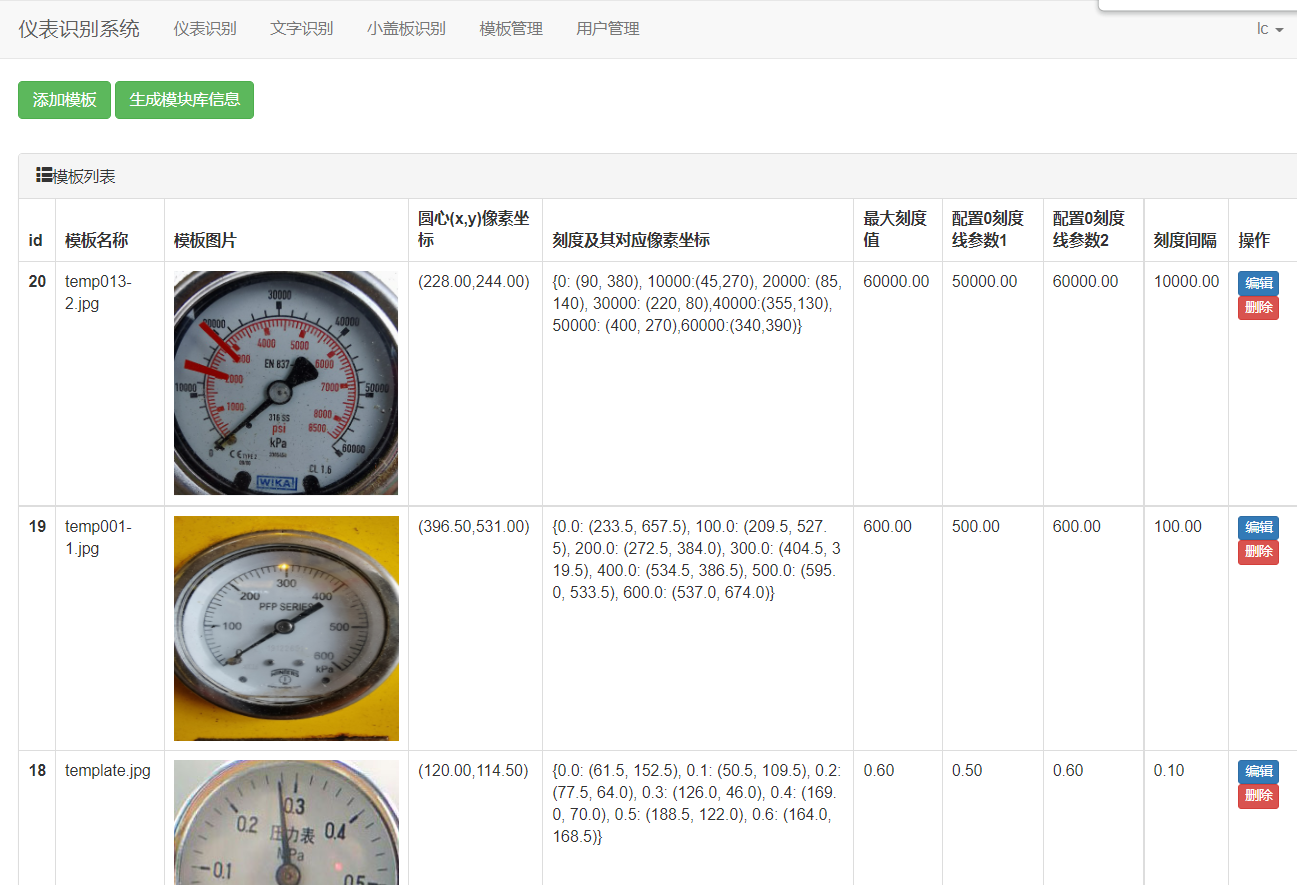 仪表识别系统 仪表识别 文字识别 小盖板识别 模板管理 用户管理 lc
添加模板 生成模块库信息
模板列表
id 模板名称 模板图片 圆心(x,y)像素坐
标 刻度及其对应像素坐标 最大刻度
值 配置0刻度
线参数1 配置0刻度
线参数2 刻度间隔 操作
20 temp013-
2.jpg
30000
40000
4000 5000
EN 837-
6000
10000
7000
50000
1000
316 SS
8000
psi
8500
kPa
60000
0
CE TYPE 2
CL 1.6
WIKAI
(228.00,244.00)
{0: (90, 380), 10000:(45,270), 20000: (85,
140), 30000: (220, 80),40000:(355,130),
50000: (400, 270),60000:(340,390)}
60000.00 50000.00 60000.00 10000.00 编辑
删除
19 temp001-
1.jpg
300
200 400
PFP SERIES
100 500
0 600
kPa
(396.50,531.00)
{0.0: (233.5, 657.5), 100.0: (209.5, 527.
5), 200.0: (272.5, 384.0), 300.0: (404.5, 3
19.5), 400.0: (534.5, 386.5), 500.0: (595.
0, 533.5), 600.0: (537.0, 674.0)}
600.00 500.00 600.00 100.00 编辑
删除
18 template.jpg
0.3
0.2 0.4
压力表
MPa
0.1 0.5
(120.00,114.50)
{0.0: (61.5, 152.5), 0.1: (50.5, 109.5), 0.2:
(77.5, 64.0), 0.3: (126.0, 46.0), 0.4: (169.
0, 70.0), 0.5: (188.5, 122.0), 0.6: (164.0,
168.5)}
0.60 0.50 0.60 0.10 编辑
删除